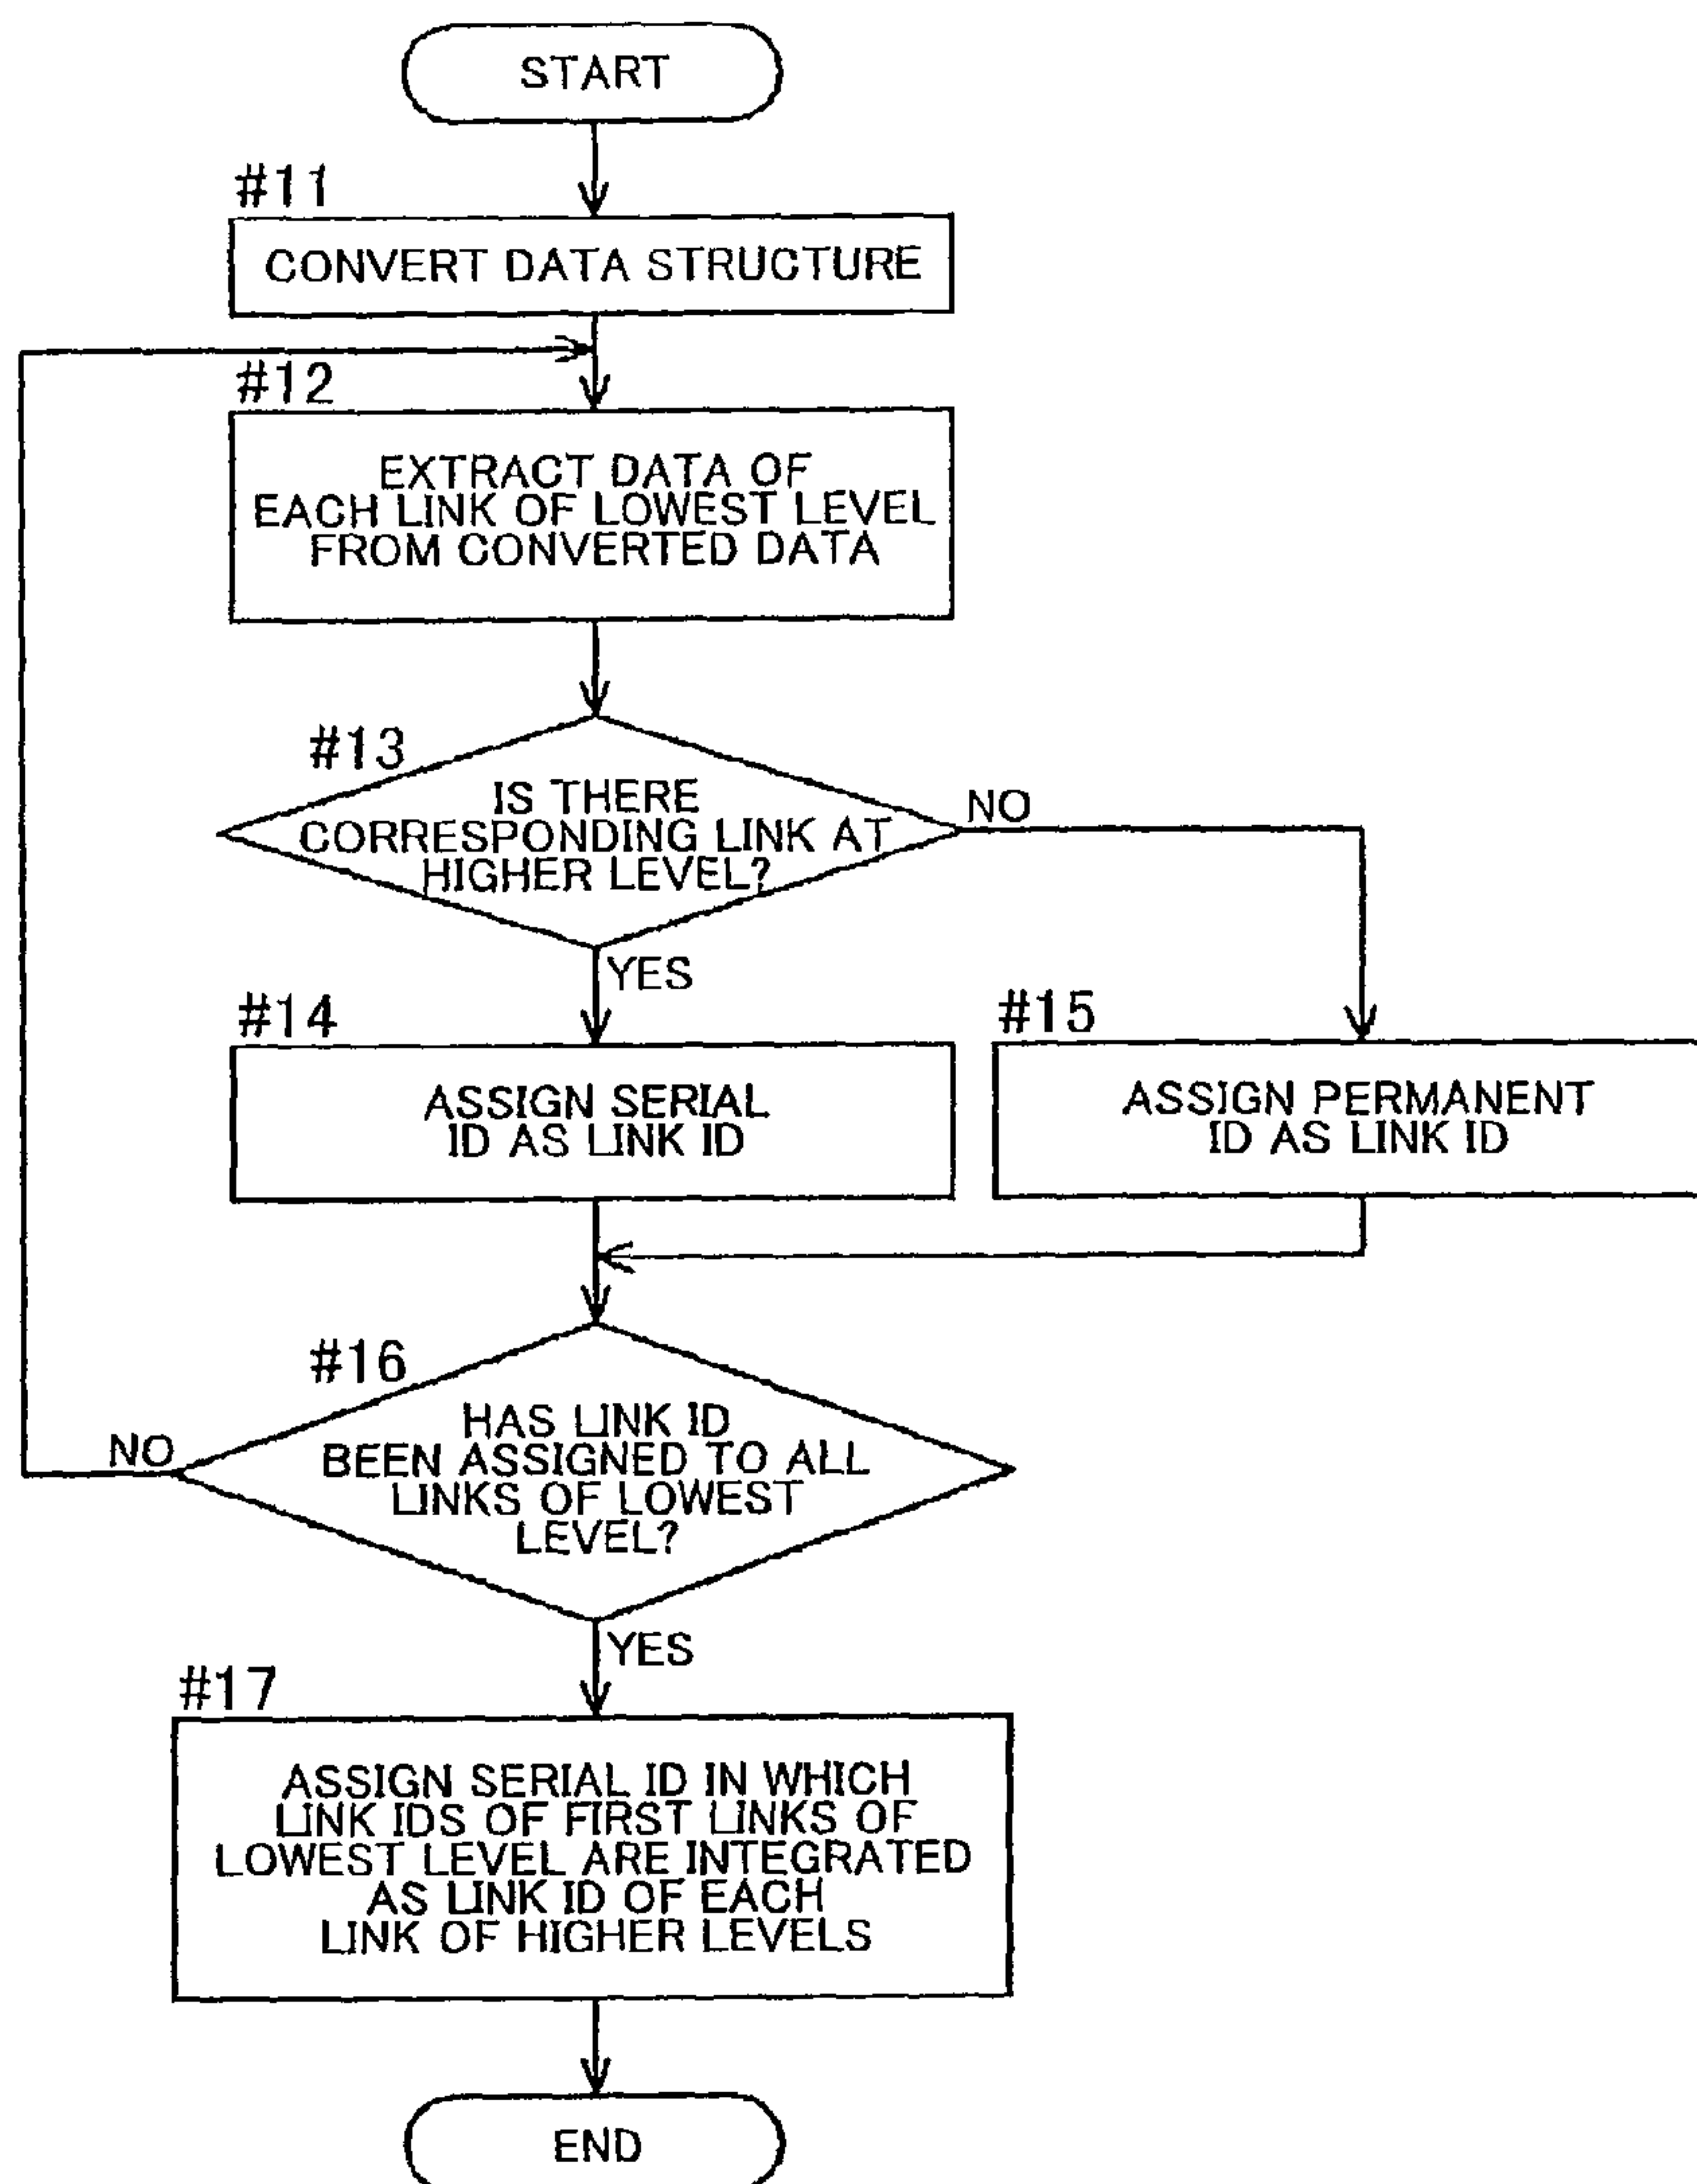 START
#11
CONVERT DATA STRUCTURE
#12
EXTRACT DATA OF
EACH LINK OF LOWEST LEVEL
FROM CONVERTED DATA
#13
IS THERE
CORRESPONDING LINK AT
HIGHER LEVEL?
NO
YES
#14
ASSIGN SERIAL
ID AS LINK ID
#15
ASSIGN PERMANENT
ID AS LINK ID
#16
HAS LINK ID
BEEN ASSIGNED TO ALL
LINKS OF LOWEST
LEVEL?
NO
YES
#17
ASSIGN SERIAL ID IN WHICH
LINK IDS OF FIRST LINKS OF
LOWEST LEVEL ARE INTEGRATED
AS LINK ID OF EACH
LINK OF HIGHER LEVELS
END